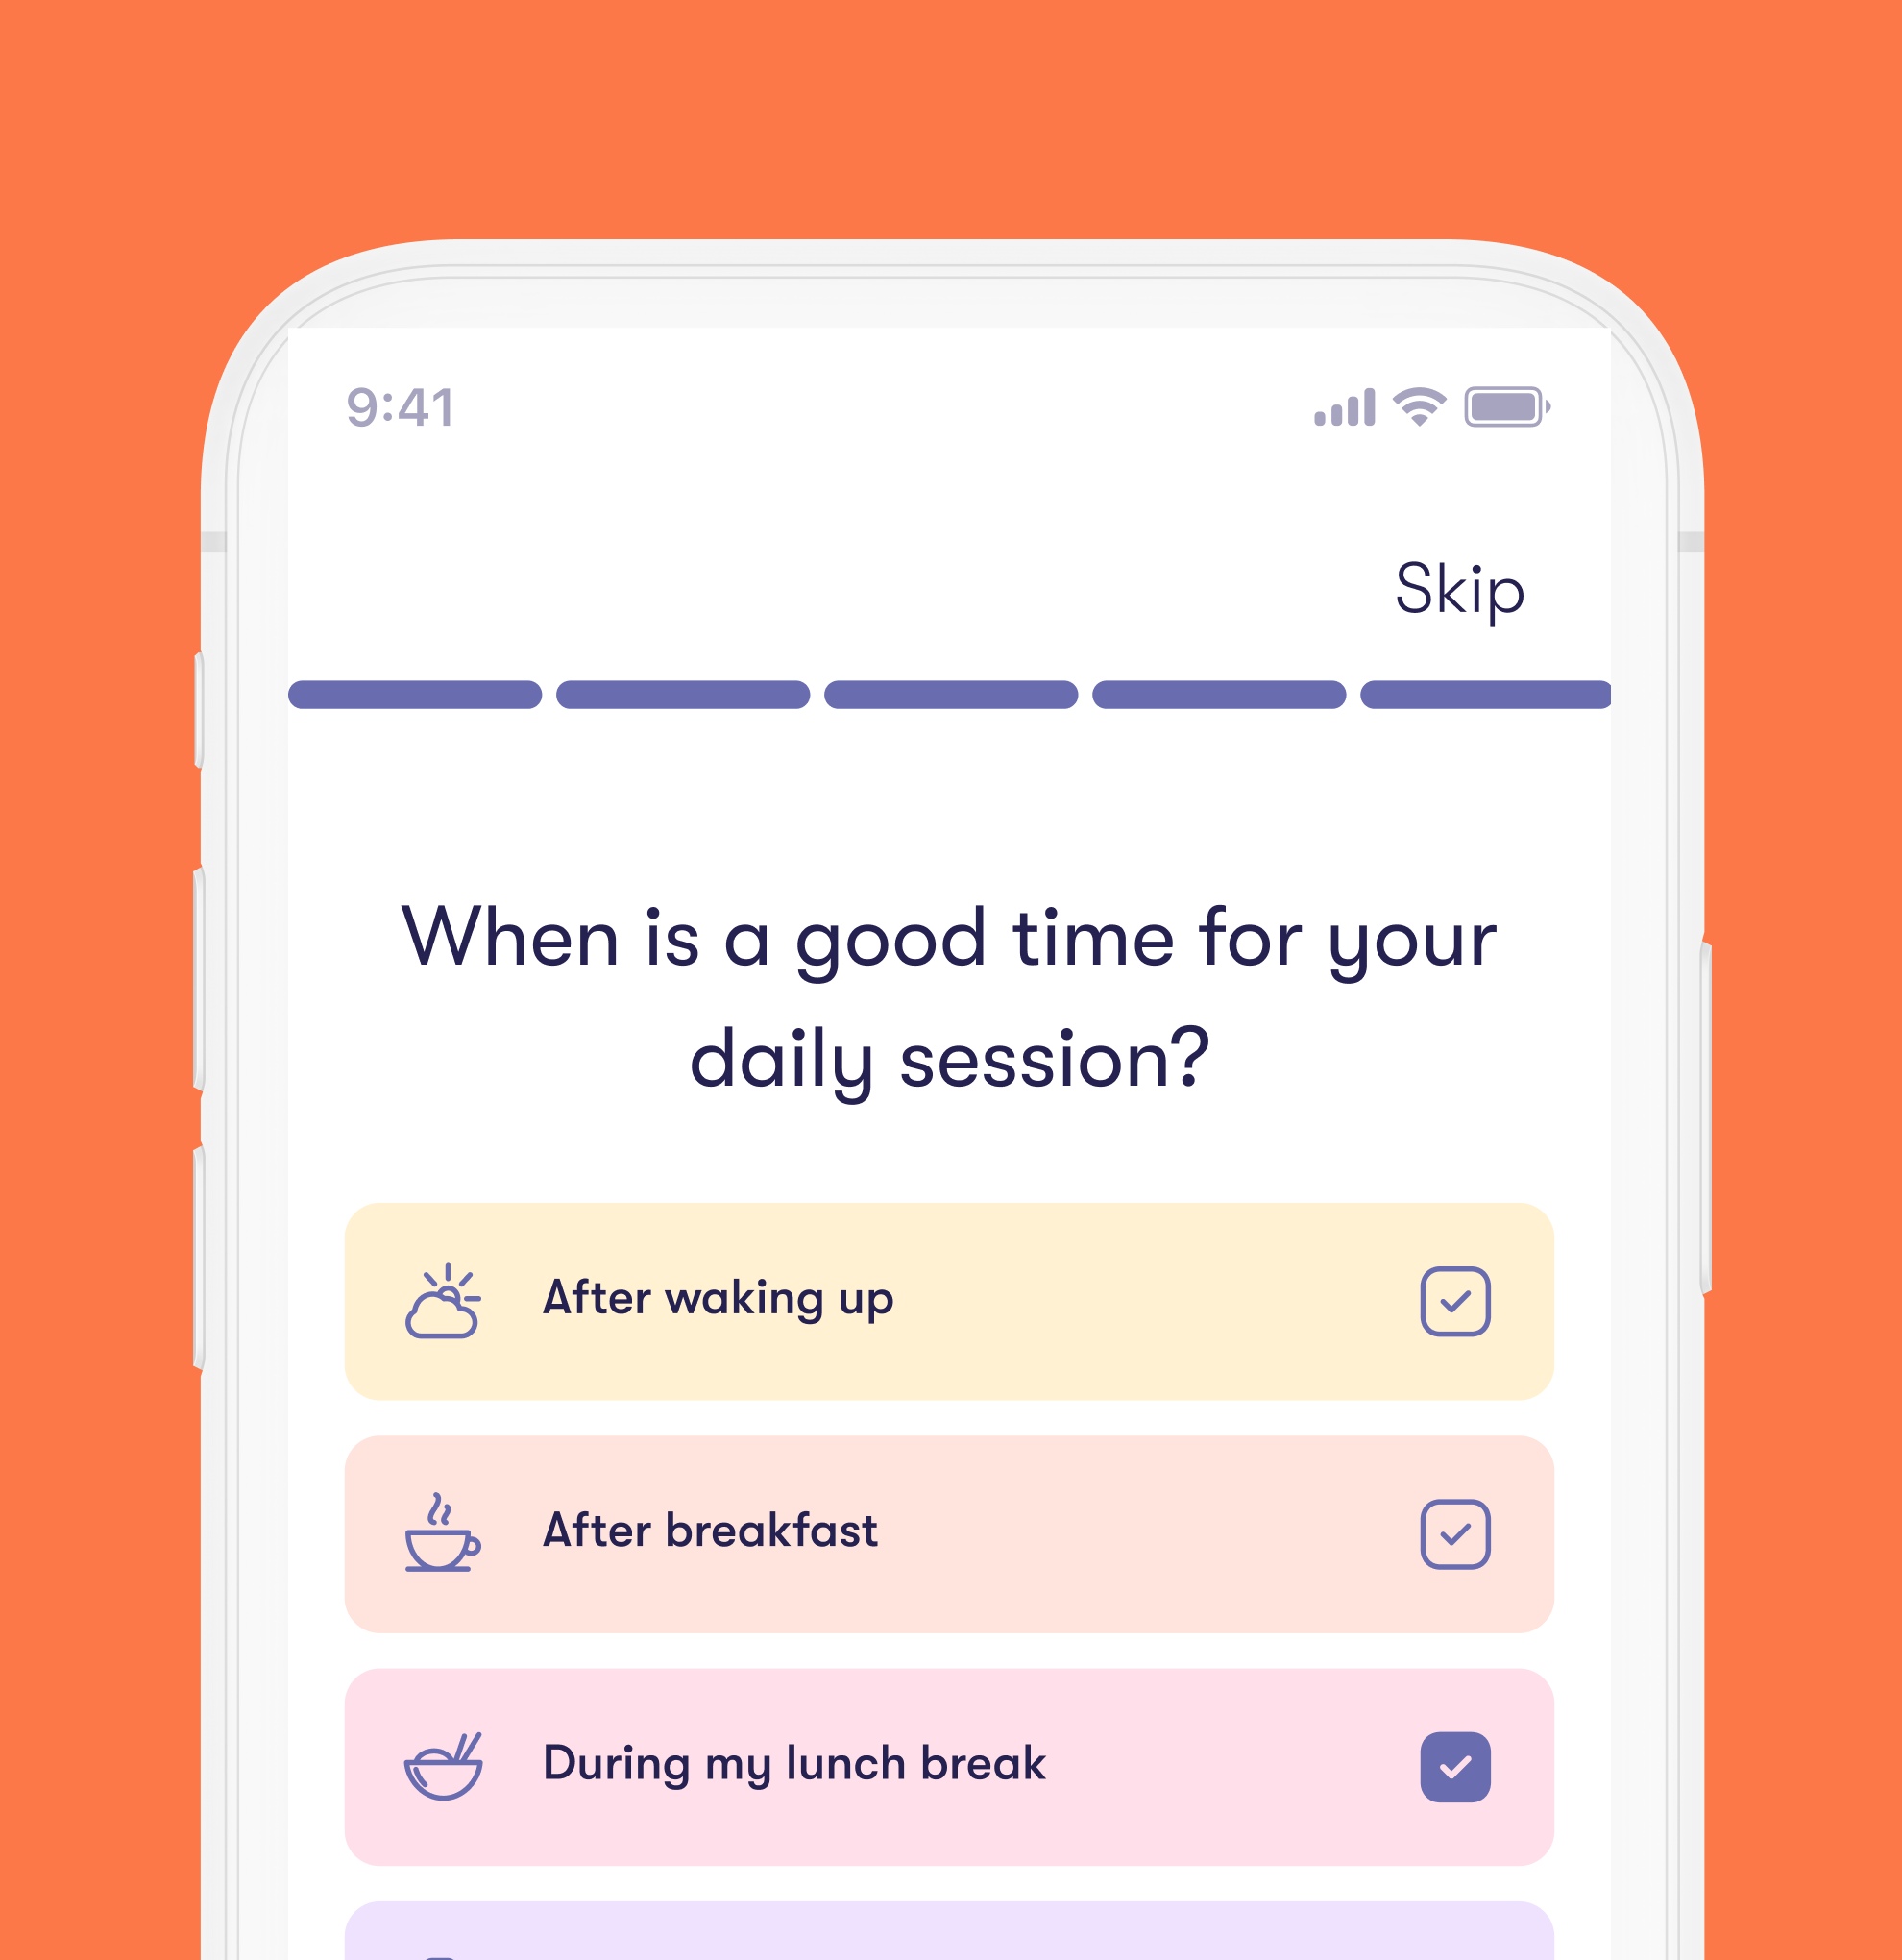 9:41
Skip
When is a good time for your
daily session?
After waking up
After breakfast
During my lunch break